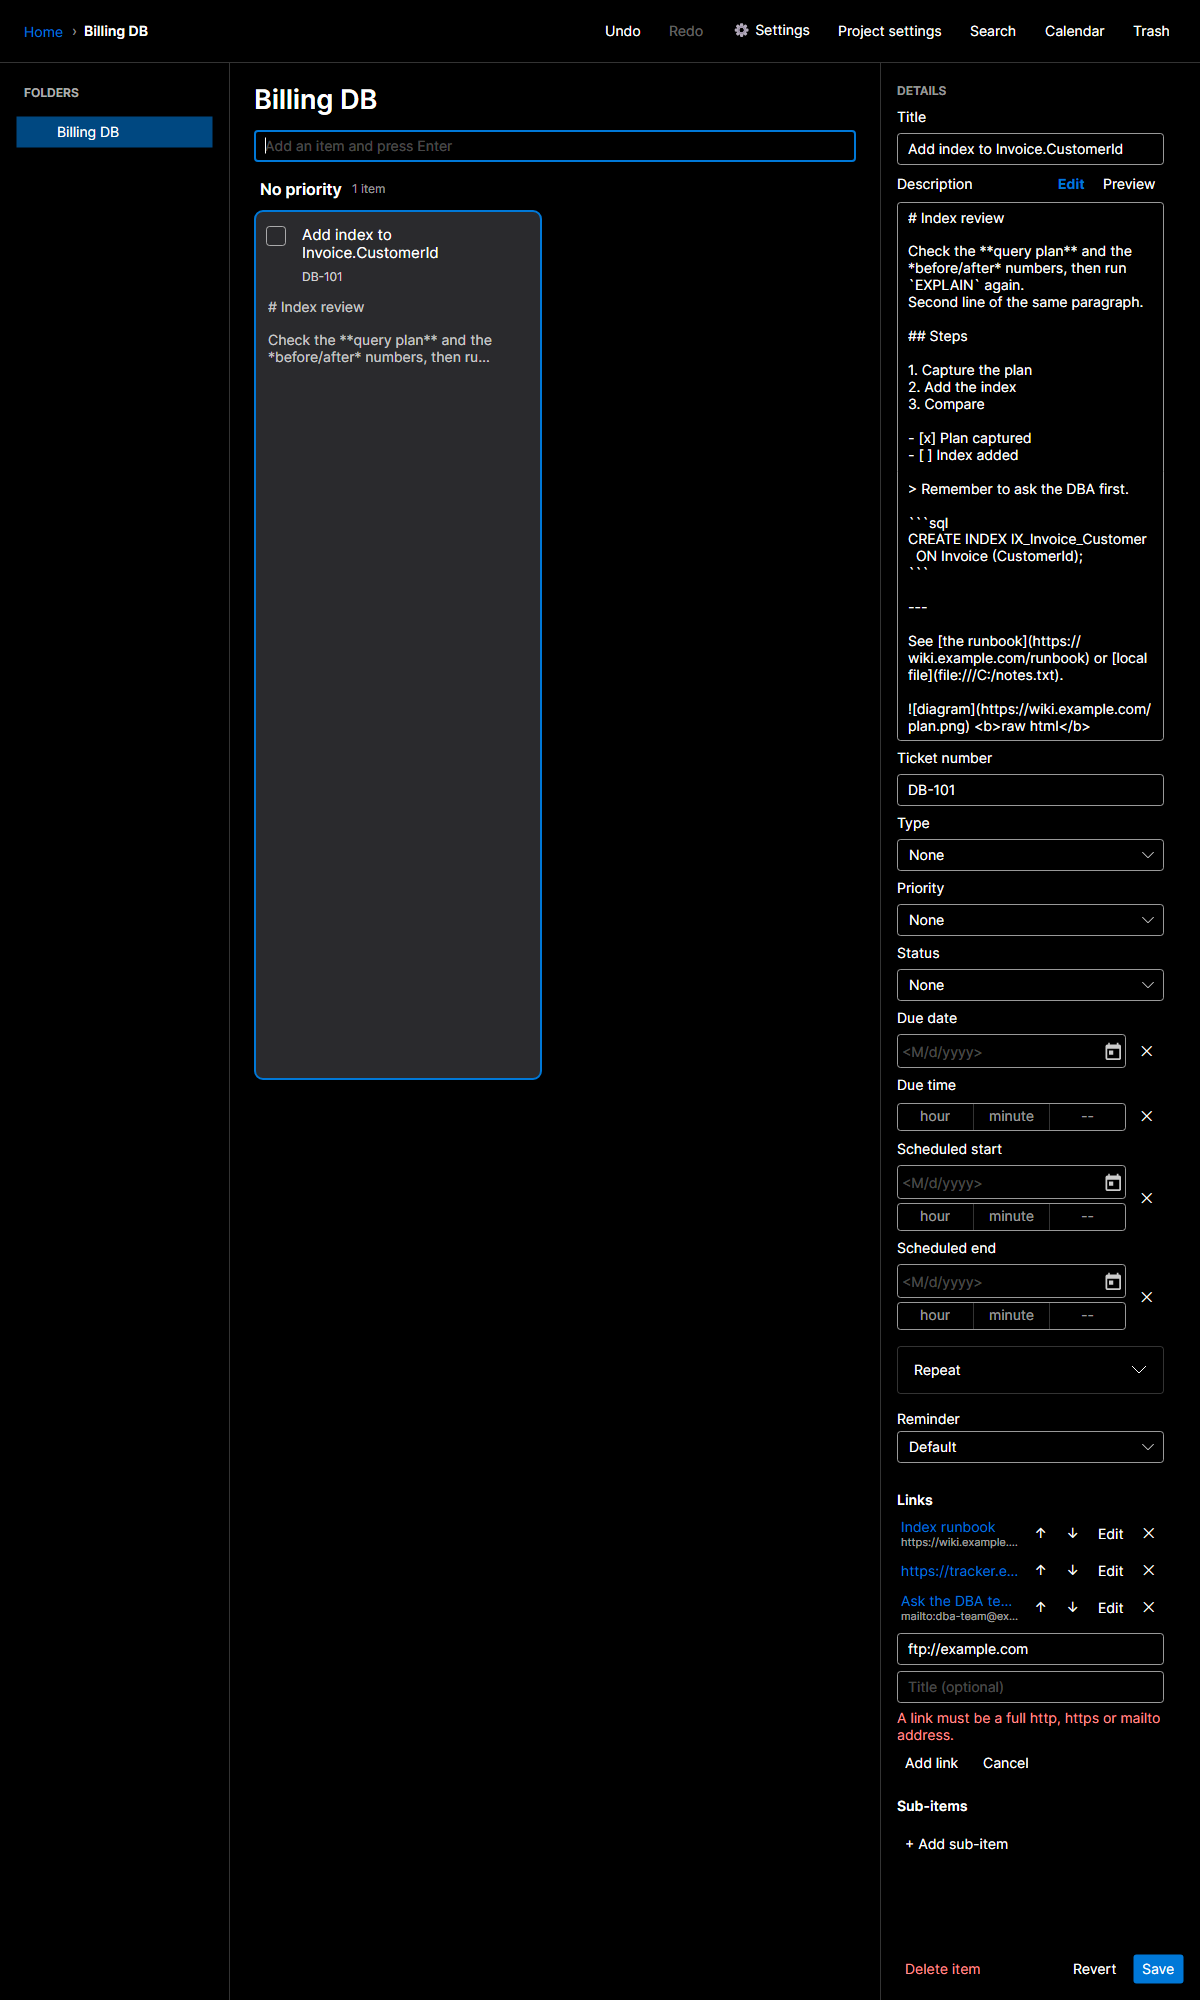 Home › Billing DB
Undo
Redo
Settings
Project settings
Search
Calendar
Trash
FOLDERS
Billing DB
Billing DB
Add an item and press Enter
No priority 1 item
Add index to
Invoice.CustomerId
DB-101
# Index review
Check the **query plan** and the
*before/after* numbers, then ru...
DETAILS
Title
Add index to Invoice.CustomerId
Description
Edit
Preview
# Index review
Check the **query plan** and the
*before/after* numbers, then run
`EXPLAIN` again.
Second line of the same paragraph.
## Steps
1. Capture the plan
2. Add the index
3. Compare
- [x] Plan captured
- [ ] Index added
> Remember to ask the DBA first.
```sql
CREATE INDEX IX_Invoice_Customer
ON Invoice (CustomerId);
```
---
See [the runbook](https://
wiki.example.com/runbook) or [local
file](file:///C:/notes.txt).
![diagram](https://wiki.example.com/
plan.png) <b>raw html</b>
Ticket number
DB-101
Type
None
Priority
None
Status
None
Due date
<M/d/yyyy>
Due time
hour minute --
Scheduled start
<M/d/yyyy>
hour minute --
Scheduled end
<M/d/yyyy>
hour minute --
Repeat
Reminder
Default
Links
Index runbook
https://wiki.example....
↑ ↓ Edit ×
https://tracker.e...
↑ ↓ Edit ×
Ask the DBA te...
mailto:dba-team@ex...
↑ ↓ Edit ×
ftp://example.com
Title (optional)
A link must be a full http, https or mailto
address.
Add link
Cancel
Sub-items
+ Add sub-item
Delete item
Revert
Save